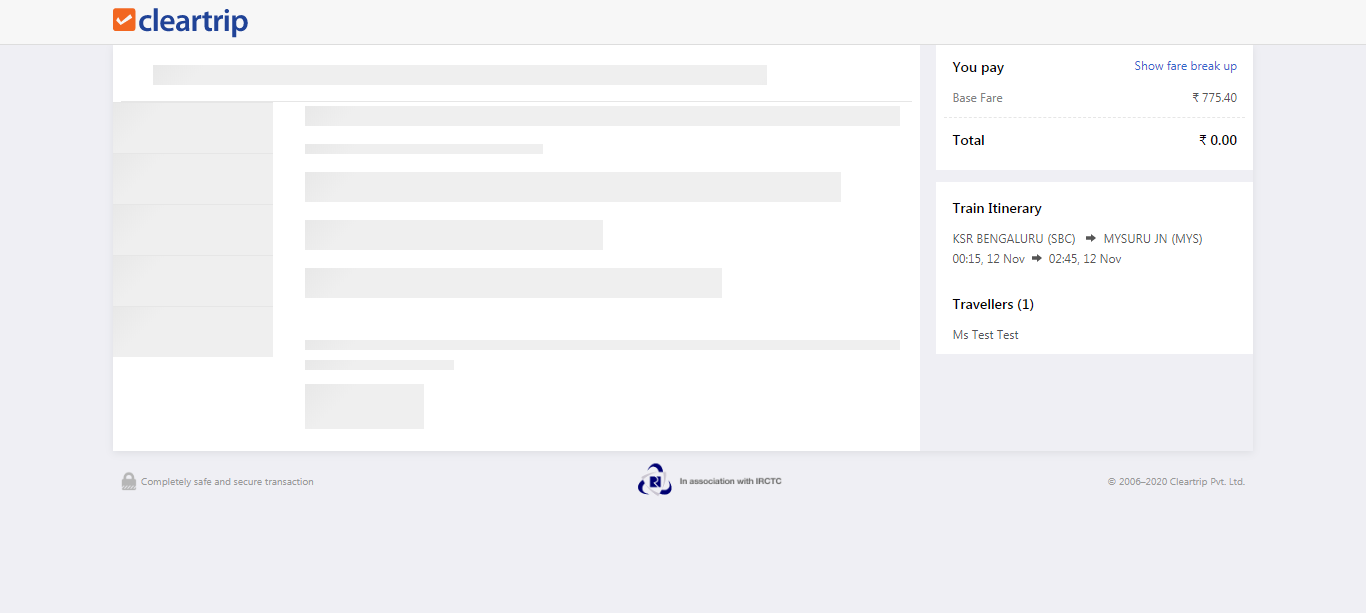 cleartrip
You pay Show fare break up
Base Fare ₹ 775.40
Total ₹ 0.00
Train Itinerary
KSR BENGALURU (SBC) ➡ MYSURU JN (MYS)
00:15, 12 Nov ➡ 02:45, 12 Nov
Travellers (1)
Ms Test Test
Completely safe and secure transaction
In association with IRCTC
© 2006–2020 Cleartrip Pvt. Ltd.